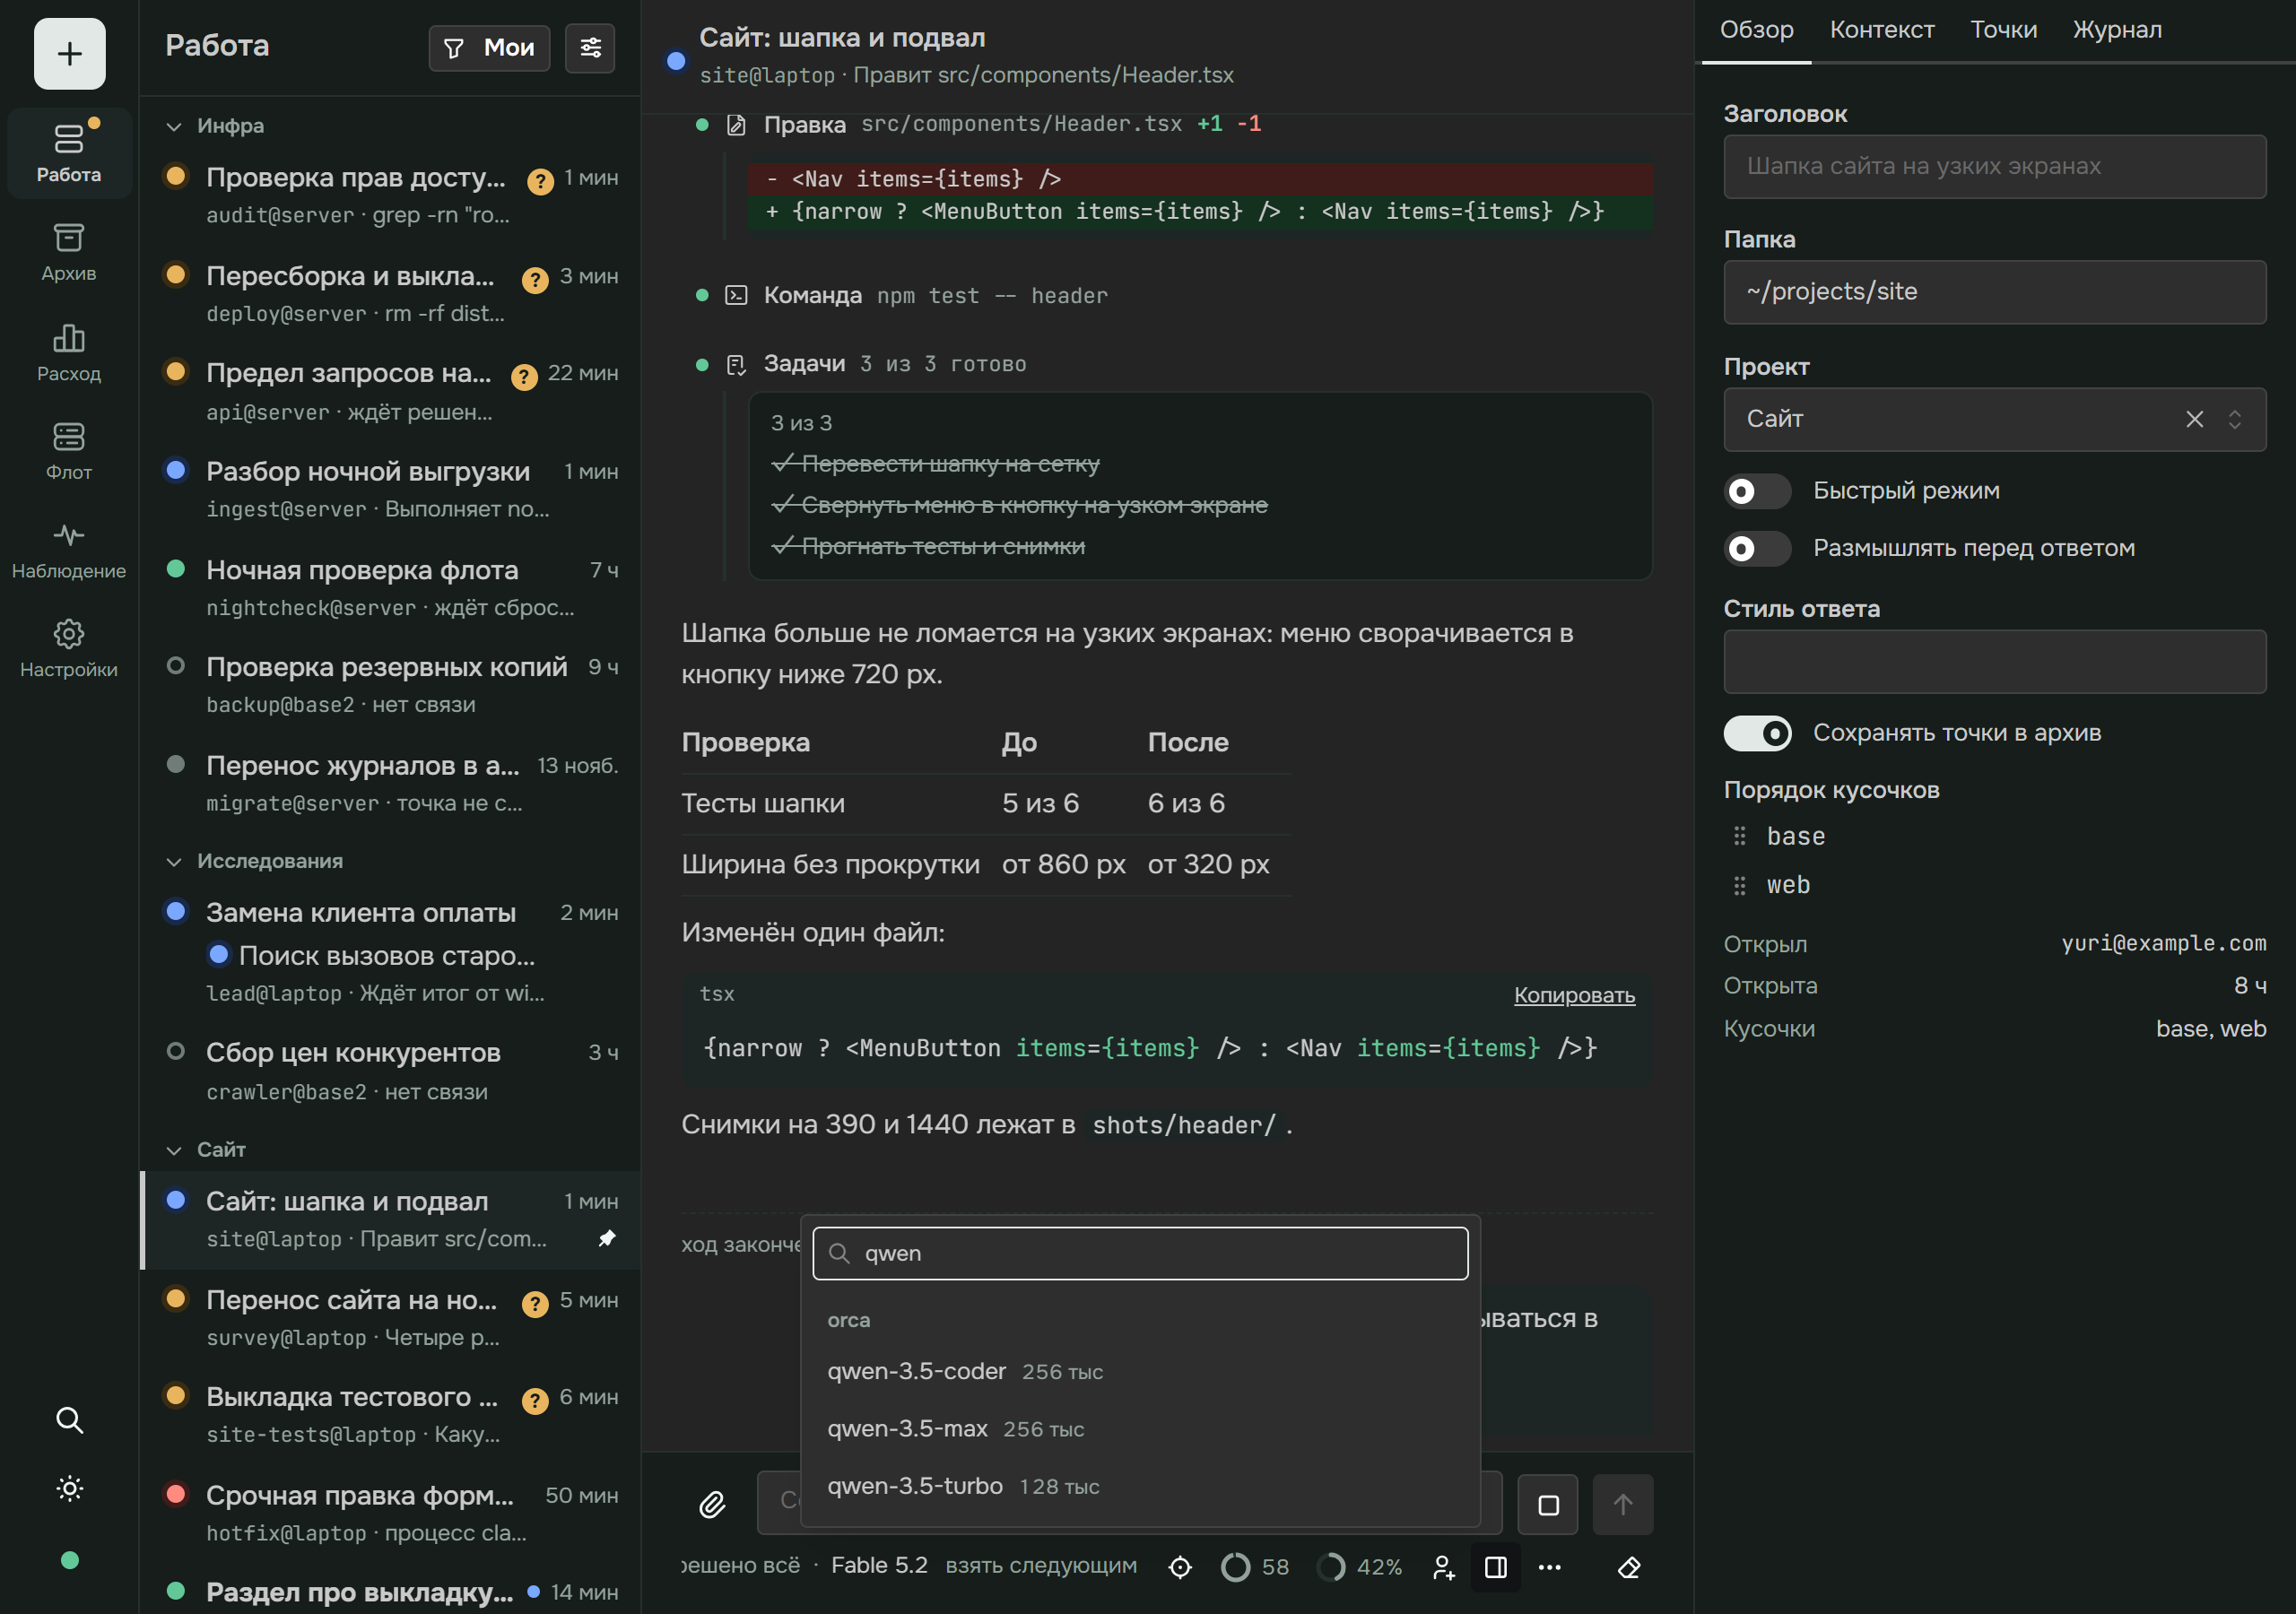 Работа
Архив
Расход
Флот
Наблюдение
Настройки
Работа
Мои
Инфра
Проверка прав досту... ? 1 мин
audit@server · grep -rn "ro...
Пересборка и выкла... ? 3 мин
deploy@server · rm -rf dist...
Предел запросов на... ? 22 мин
api@server · ждёт решен...
Разбор ночной выгрузки 1 мин
ingest@server · Выполняет no...
Ночная проверка флота 7 ч
nightcheck@server · ждёт сброс...
Проверка резервных копий 9 ч
backup@base2 · нет связи
Перенос журналов в а... 13 нояб.
migrate@server · точка не с...
Исследования
Замена клиента оплаты 2 мин
Поиск вызовов старо...
lead@laptop · Ждёт итог от wi...
Сбор цен конкурентов 3 ч
crawler@base2 · нет связи
Сайт
Сайт: шапка и подвал 1 мин
site@laptop · Правит src/com...
Перенос сайта на но... ? 5 мин
survey@laptop · Четыре р...
Выкладка тестового ... ? 6 мин
site-tests@laptop · Каку...
Срочная правка форм... 50 мин
hotfix@laptop · процесс cla...
Раздел про выкладку... 14 мин
Сайт: шапка и подвал
site@laptop · Правит src/components/Header.tsx
Правка src/components/Header.tsx +1 -1
- <Nav items={items} />
+ {narrow ? <MenuButton items={items} /> : <Nav items={items} />}
Команда npm test -- header
Задачи 3 из 3 готово
3 из 3
✓ Перевести шапку на сетку
✓ Свернуть меню в кнопку на узком экране
✓ Прогнать тесты и снимки
Шапка больше не ломается на узких экранах: меню сворачивается в
кнопку ниже 720 px.
Проверка До После
Тесты шапки 5 из 6 6 из 6
Ширина без прокрутки от 860 px от 320 px
Изменён один файл:
tsx Копировать
{narrow ? <MenuButton items={items} /> : <Nav items={items} />}
Снимки на 390 и 1440 лежат в shots/header/ .
ход законче
qwen
orca
ываться в
qwen-3.5-coder 256 тыс
qwen-3.5-max 256 тыс
qwen-3.5-turbo 128 тыс
решено всё · Fable 5.2 взять следующим 58 42%
Обзор Контекст Точки Журнал
Заголовок
Шапка сайта на узких экранах
Папка
~/projects/site
Проект
Сайт
Быстрый режим
Размышлять перед ответом
Стиль ответа
Сохранять точки в архив
Порядок кусочков
base
web
Открыл yuri@example.com
Открыта 8 ч
Кусочки base, web